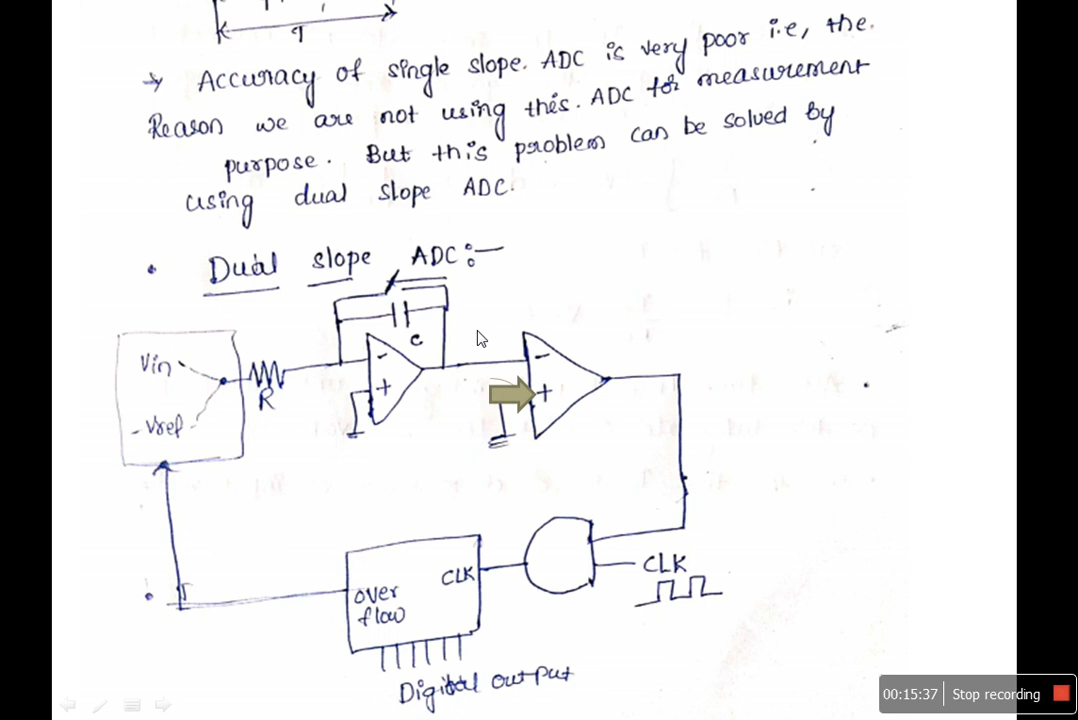 T
→ Accuracy of single slope. ADC is very poor i.e, the.
Reason we are not using this. ADC for measurement
purpose. But this problem can be solved by
using dual slope ADC.
• Dual slope ADC:-
C
Vin
- +
- +
R
-Vref
CLK
CLK
over
flow
Digital output
00:15:37 Stop recording